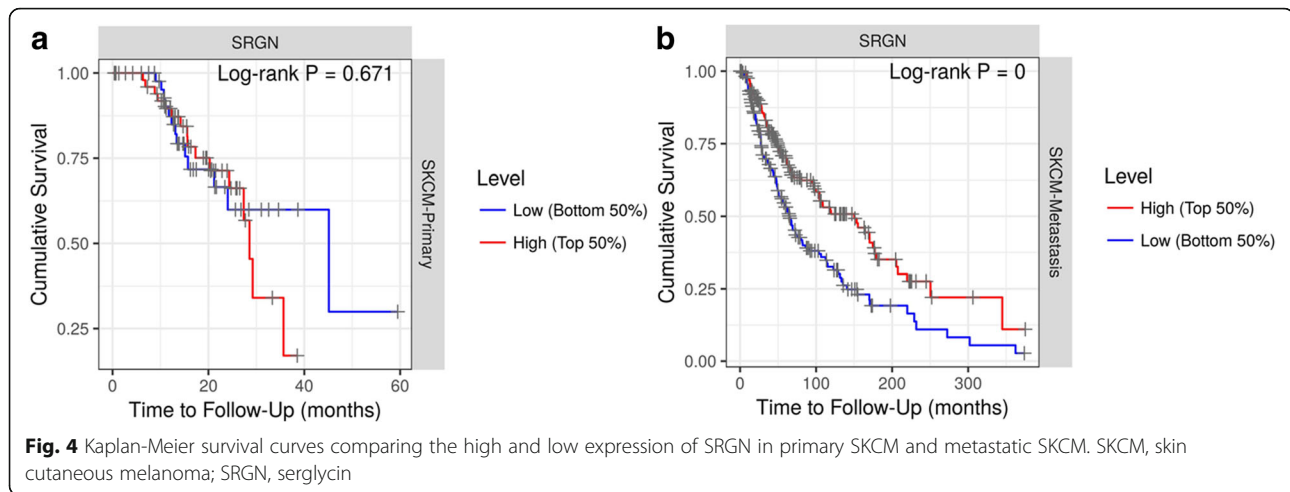 a
SRGN
Log-rank P = 0.671
Cumulative Survival
1.00
0.75
0.50
0.25
0
20
40
60
Time to Follow-Up (months)
SKCM-Primary
Level
Low (Bottom 50%)
High (Top 50%)
b
SRGN
Log-rank P = 0
Cumulative Survival
1.00
0.75
0.50
0.25
0.00
0
100
200
300
Time to Follow-Up (months)
SKCM-Metastasis
Level
High (Top 50%)
Low (Bottom 50%)
Fig. 4 Kaplan-Meier survival curves comparing the high and low expression of SRGN in primary SKCM and metastatic SKCM. SKCM, skin
cutaneous melanoma; SRGN, serglycin